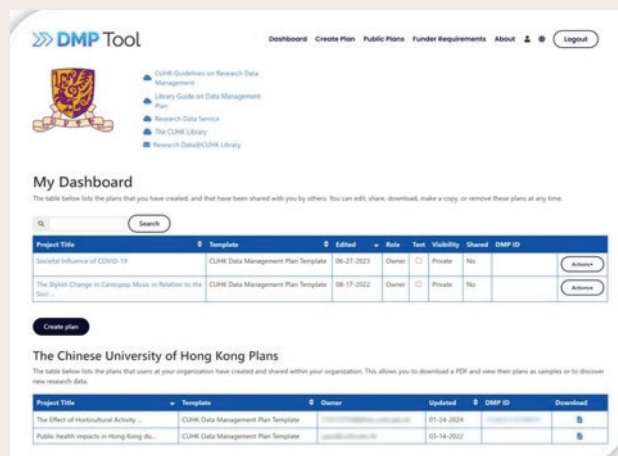 DMP Tool
Dashboard Create Plan Public Plans Funder Requirements About Logout
CUHK Guidelines on Research Data
Management
Library Guide on Data Management
Plan
Research Data Service
The CUHK Library
Research Data@CUHK Library
My Dashboard
The table below lists the plans that you have created, and that have been shared with you by others. You can edit, share, download, make a copy, or remove these plans at any time.
Search
Project Title Template Edited Role Test Visibility Shared DMP ID
Societal Influence of COVID-19 CUHK Data Management Plan Template 06-27-2023 Owner Private No Actions
The Stylish Change in Cantopop Music in Relation to the CUHK Data Management Plan Template 08-17-2022 Owner Private No Actions
Soci ...
Create plan
The Chinese University of Hong Kong Plans
The table below lists the plans that users at your organization have created and shared within your organization. This allows you to download a PDF and view their plans as samples or to discover
new research data.
Project Title Template Owner Updated DMP ID Download
The Effect of Horticultural Activity ... CUHK Data Management Plan Template 01-24-2024
Public health impacts in Hong Kong du... CUHK Data Management Plan Template 03-14-2022